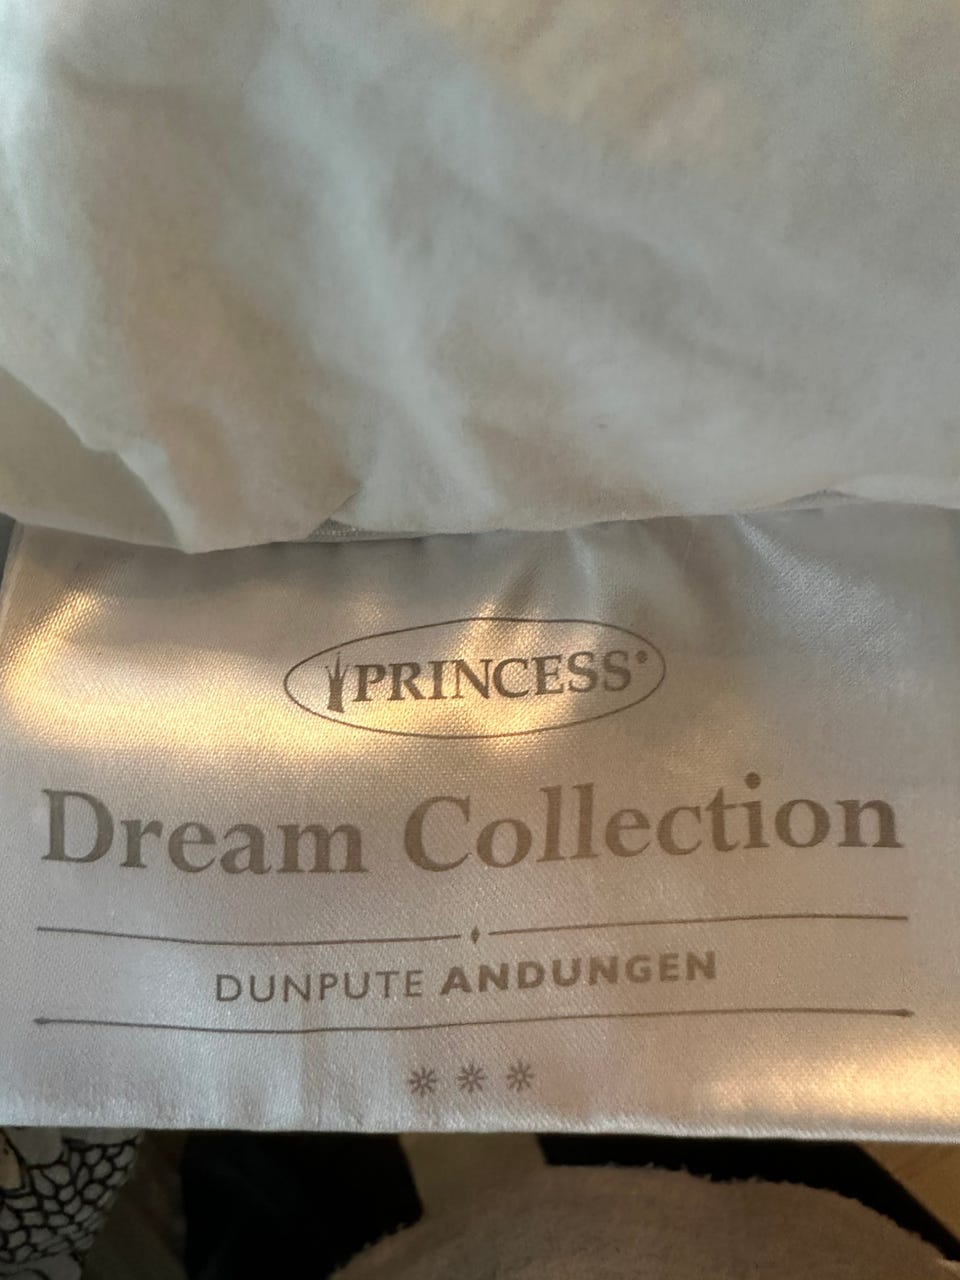 PRINCESS®
Dream Collection
DUNPUTE ANDUNGEN